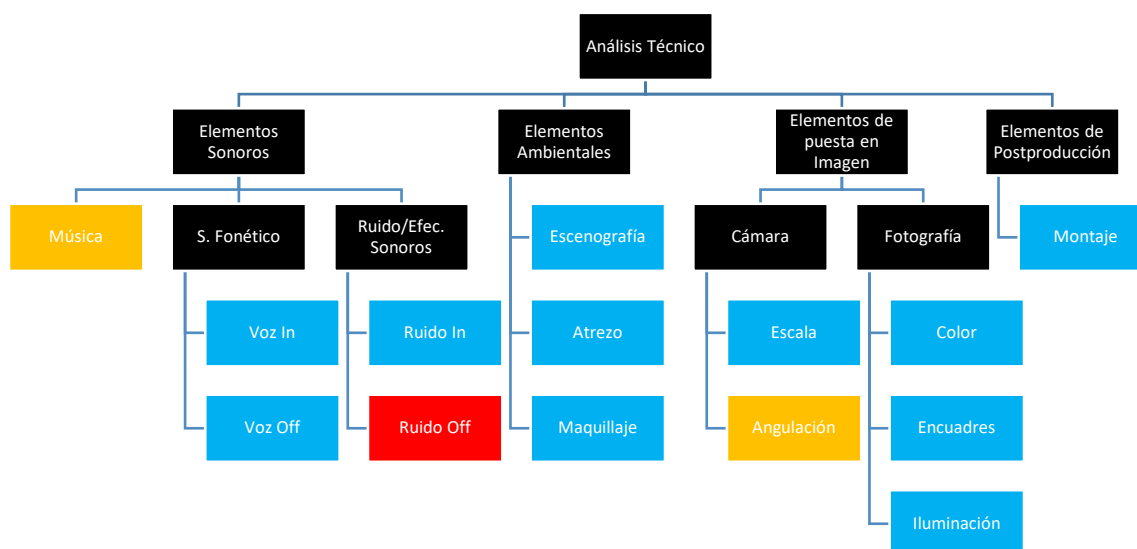 Análisis Técnico
Elementos
Sonoros
Elementos
Ambientales
Elementos de
puesta en
Imagen
Elementos de
Postproducción
Música
S. Fonético
Ruido/Efec.
Sonoros
Escenografía
Cámara
Fotografía
Montaje
Voz In
Ruido In
Atrezo
Escala
Color
Voz Off
Ruido Off
Maquillaje
Angulación
Encuadres
Iluminación